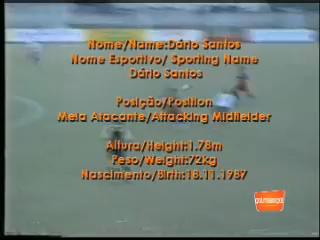 Nome/Name:Dário Santos
Nome Esportivo/ Sporting Name
Dário Santos
Posição/Position
Meia Atacante/Attacking Midfielder
Altura/Height:1.78m
Peso/Weight:72kg
Nascimento/Birth:18.11.1987